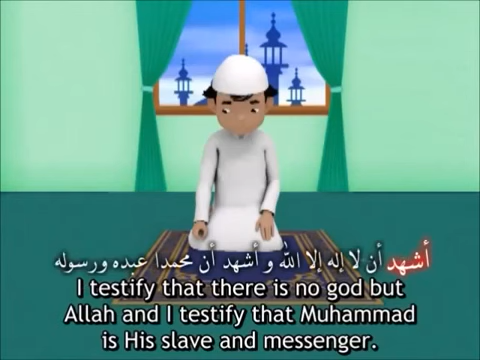 أشهد أن لا إله إلا الله و أشهد أن محمدا عبده ورسوله
I testify that there is no god but
Allah and I testify that Muhammad
is His slave and messenger.